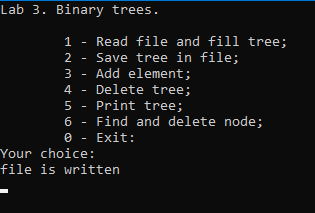 Lab 3. Binary trees.
1 - Read file and fill tree;
2 - Save tree in file;
3 - Add element;
4 - Delete tree;
5 - Print tree;
6 - Find and delete node;
0 - Exit:
Your choice:
file is written